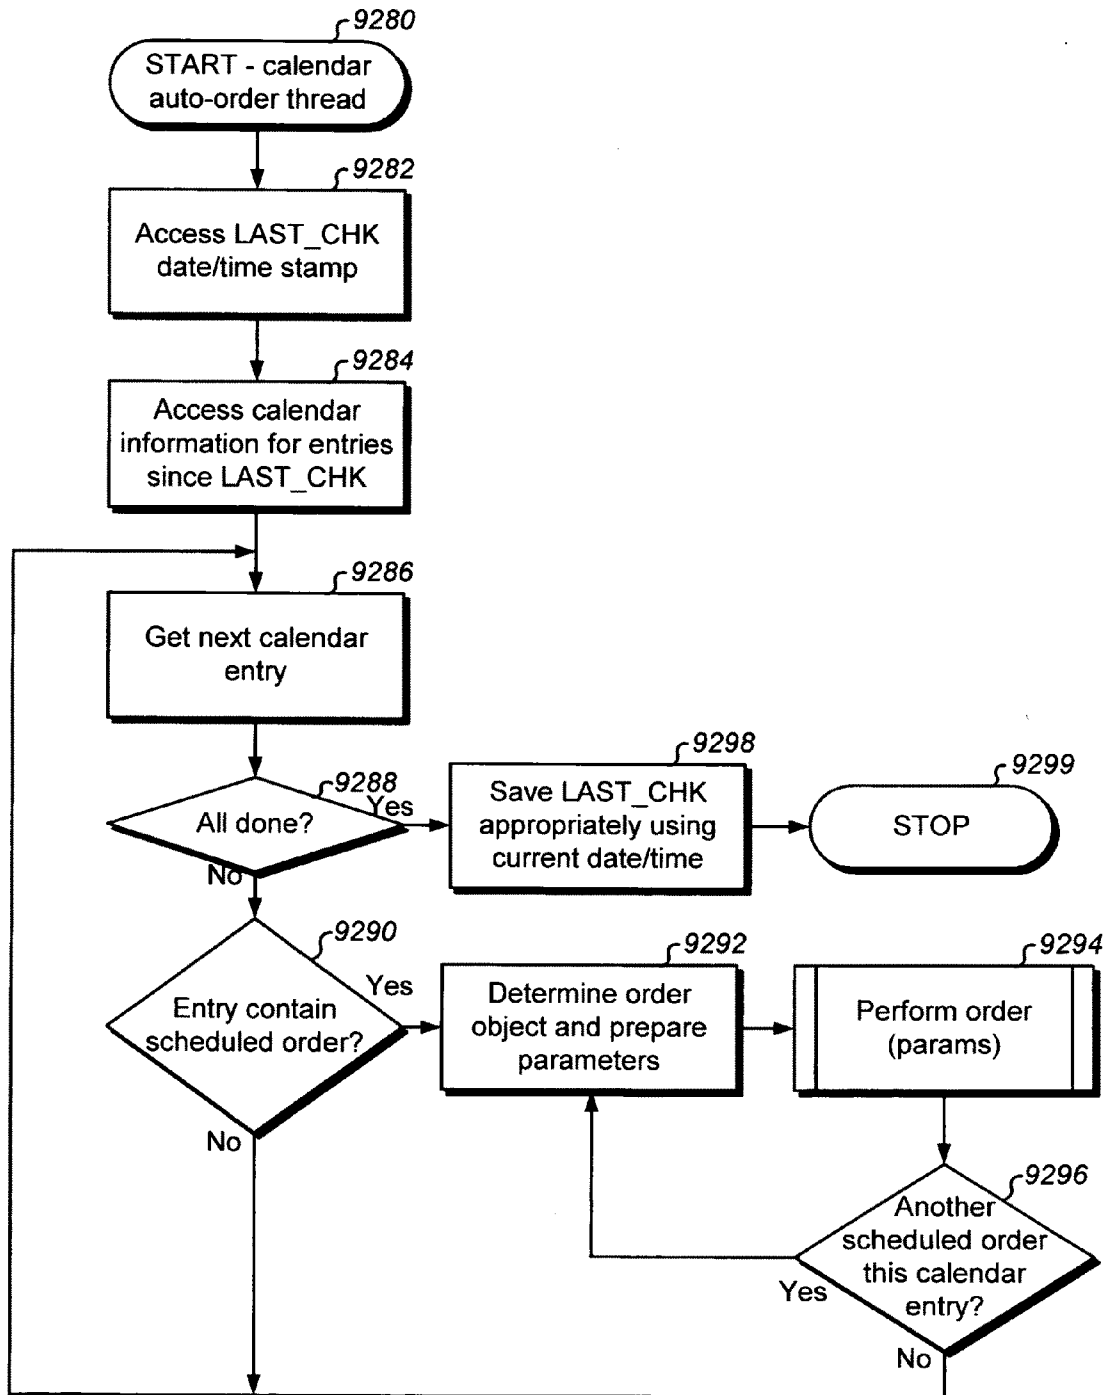 9280
START - calendar
auto-order thread
9282
Access LAST_CHK
date/time stamp
9284
Access calendar
information for entries
since LAST_CHK
9286
Get next calendar
entry
9288
All done?
Yes
No
9298
Save LAST_CHK
appropriately using
current date/time
9299
STOP
9290
Entry contain
scheduled order?
Yes
No
9292
Determine order
object and prepare
parameters
9294
Perform order
(params)
9296
Another
scheduled order
this calendar
entry?
Yes
No